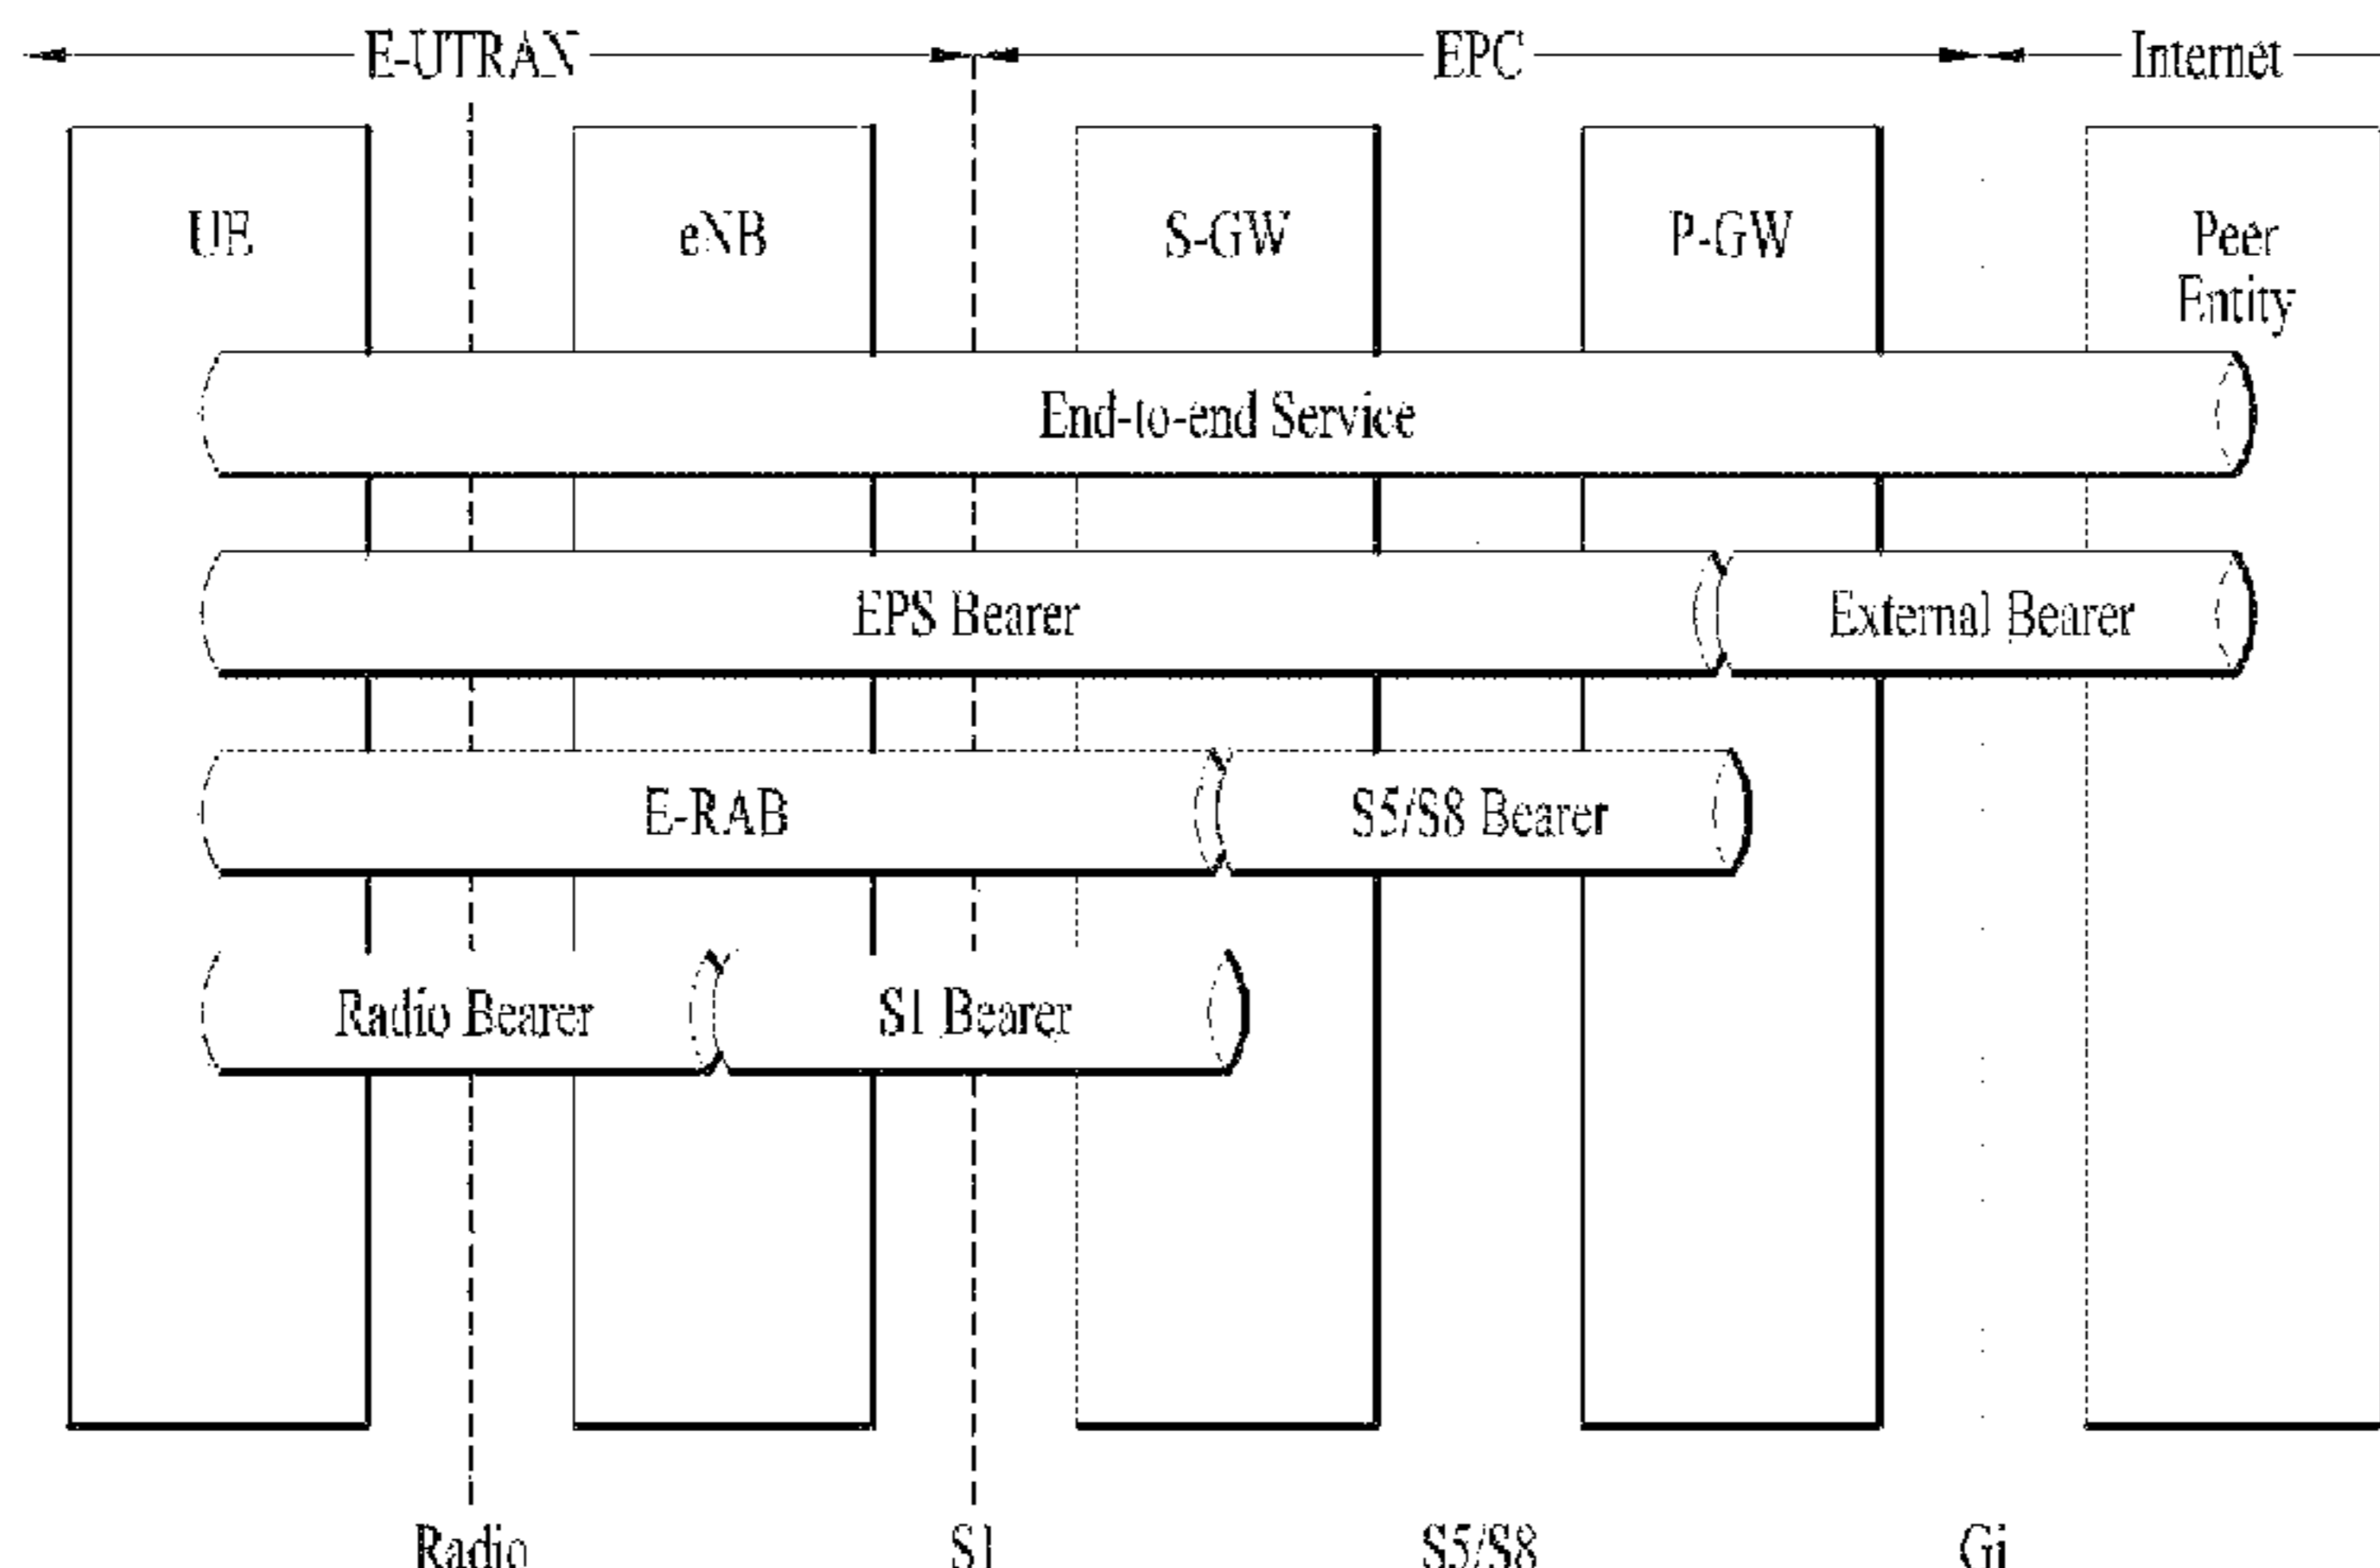 E-UTRAN EPC Internet
UE eNB S-GW P-GW Peer
Entity
End-to-end Service
EPS Bearer External Bearer
E-RAB S5/S8 Bearer
Radio Bearer S1 Bearer
Radio S1 S5/S8 Gi